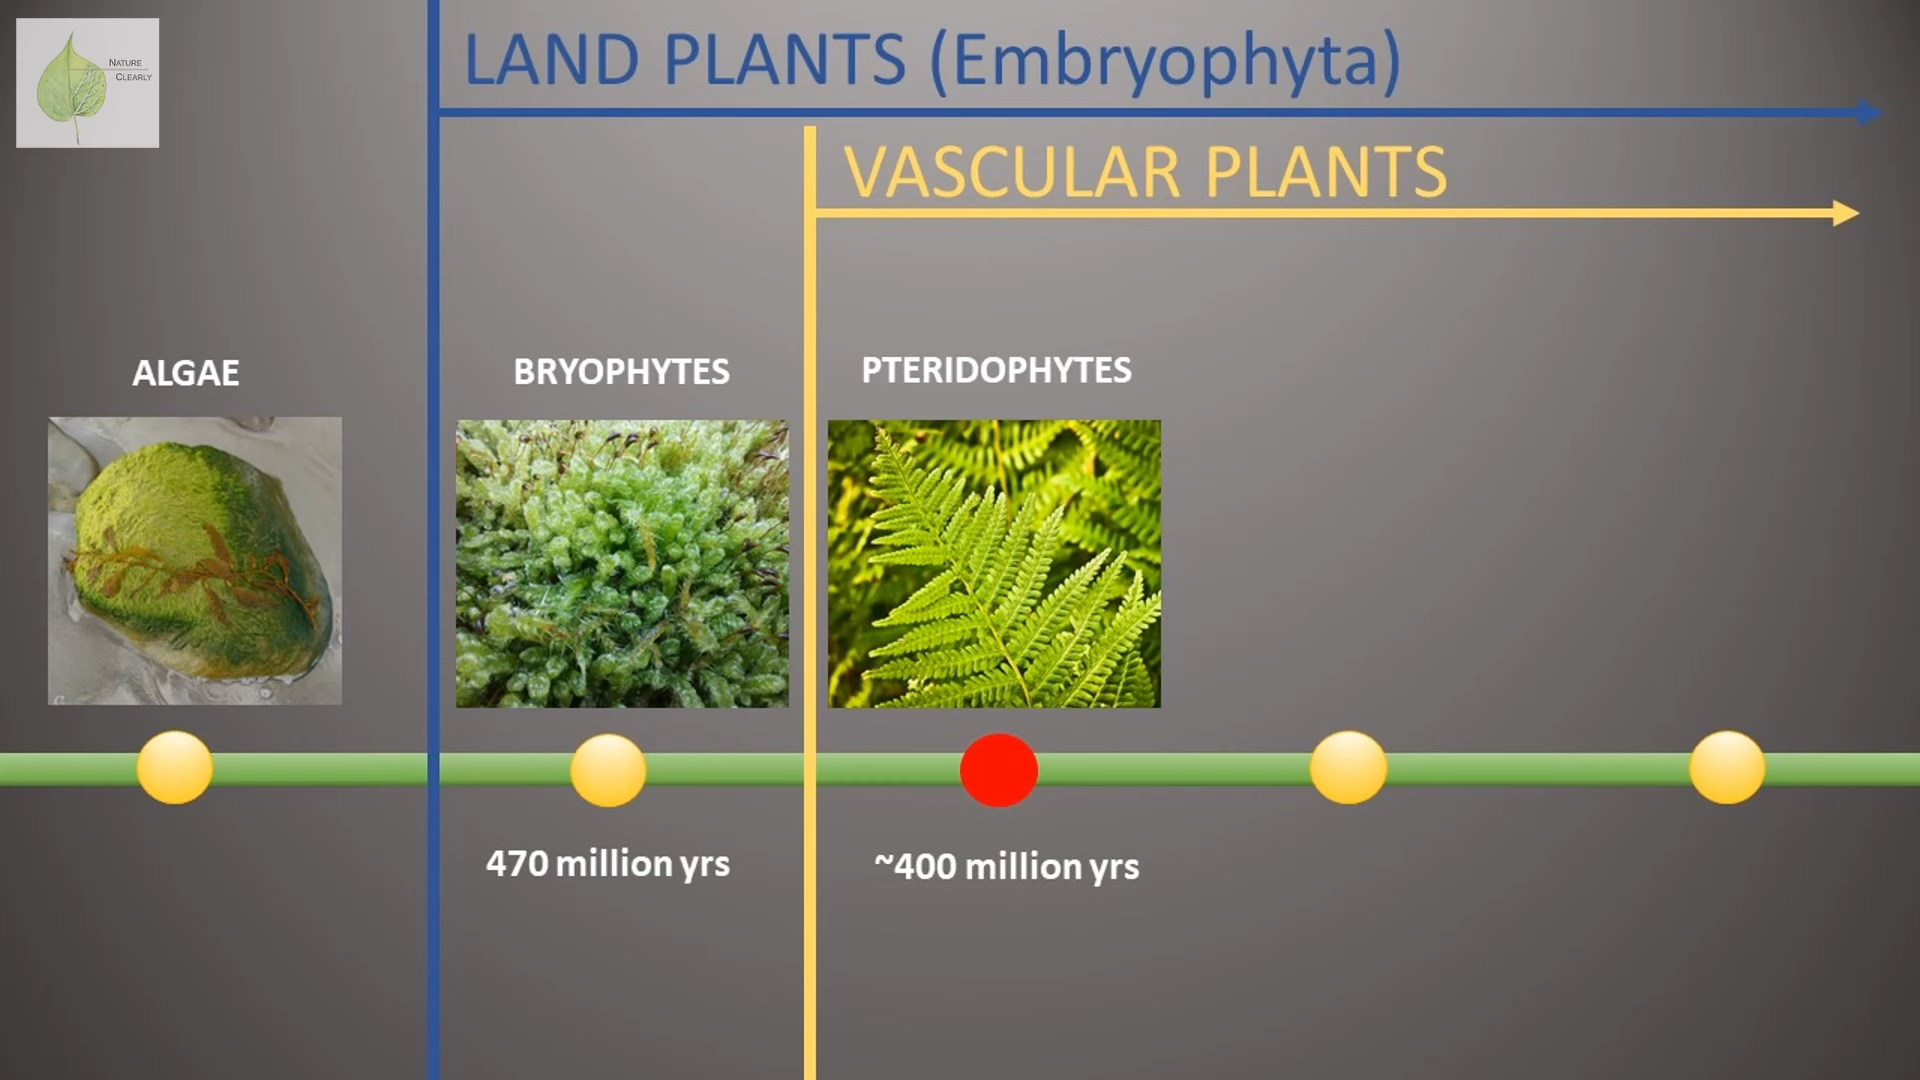 NATURE
CLEARLY
LAND PLANTS (Embryophyta)
VASCULAR PLANTS
ALGAE
BRYOPHYTES
PTERIDOPHYTES
470 million yrs
~400 million yrs